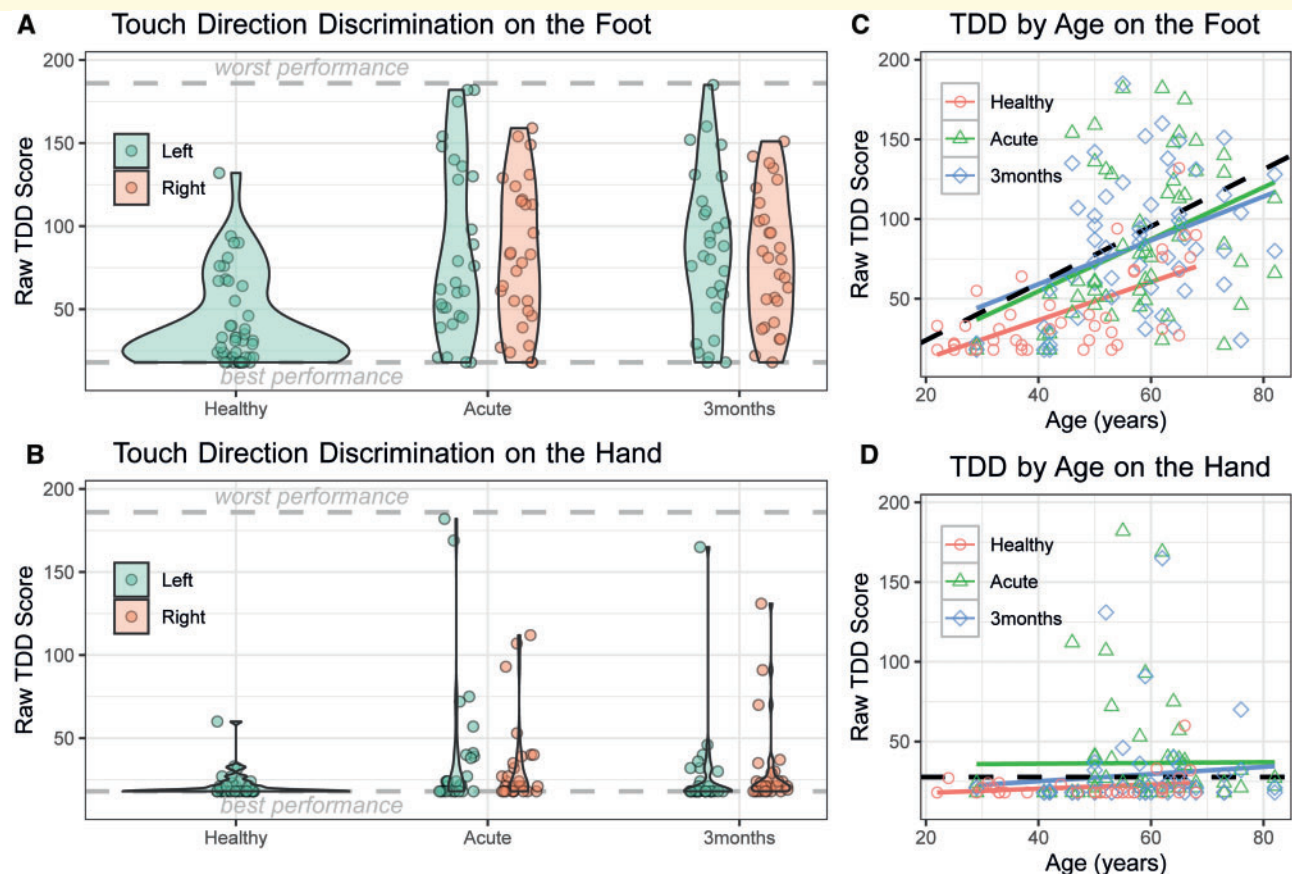 A
Touch Direction Discrimination on the Foot
Raw TDD Score
200
150
100
50
worst performance
Left
Right
best performance
Healthy
Acute
3months
C
TDD by Age on the Foot
Raw TDD Score
200
150
100
50
Healthy
Acute
3months
20
40
60
80
Age (years)
B
Touch Direction Discrimination on the Hand
Raw TDD Score
200
150
100
50
worst performance
Left
Right
best performance
Healthy
Acute
3months
D
TDD by Age on the Hand
Raw TDD Score
200
150
100
50
Healthy
Acute
3months
20
40
60
80
Age (years)